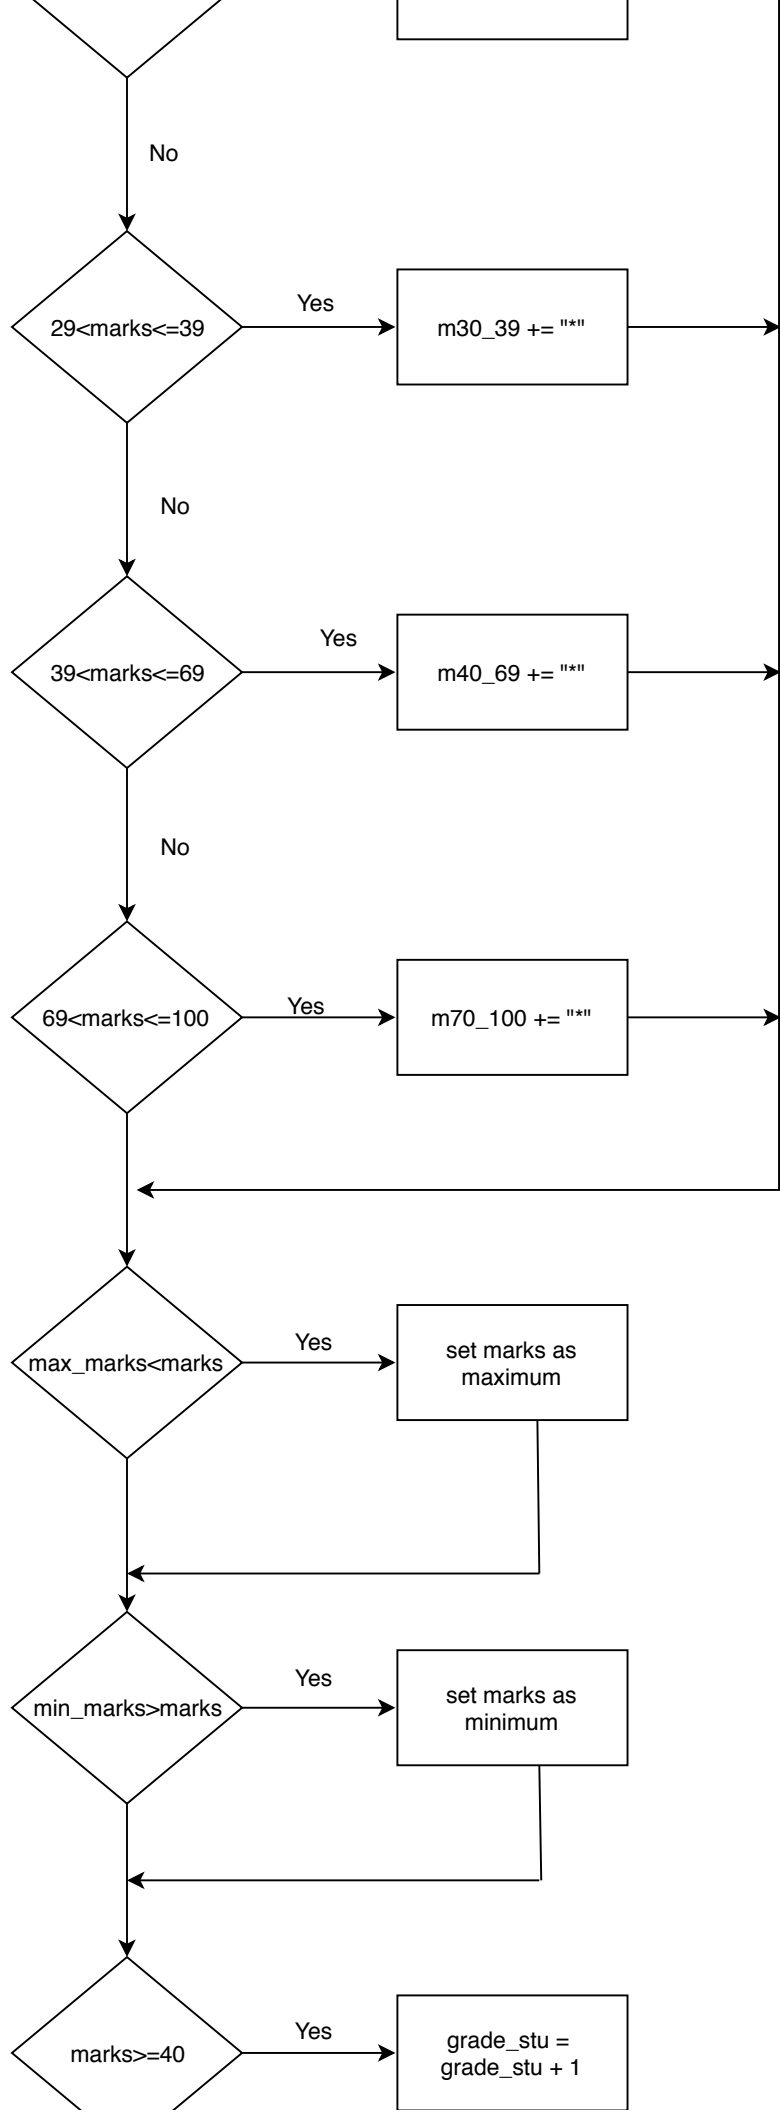 No
29<marks<=39
Yes
m30_39 += "*"
No
39<marks<=69
Yes
m40_69 += "*"
No
69<marks<=100
Yes
m70_100 += "*"
max_marks<marks
Yes
set marks as
maximum
min_marks>marks
Yes
set marks as
minimum
marks>=40
Yes
grade_stu =
grade_stu + 1